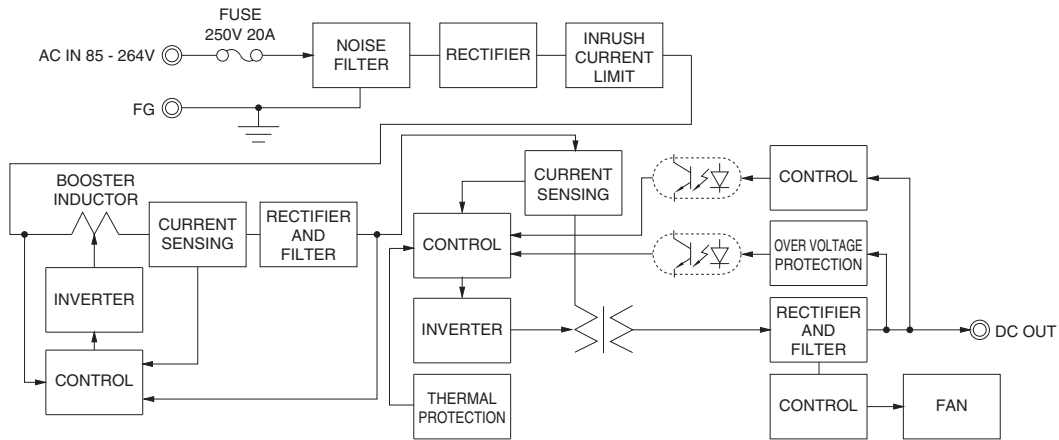 FUSE
250V 20A
AC IN 85 - 264V
NOISE
FILTER
RECTIFIER
INRUSH
CURRENT
LIMIT
FG
BOOSTER
INDUCTOR
CURRENT
SENSING
RECTIFIER
AND
FILTER
INVERTER
CONTROL
CURRENT
SENSING
CONTROL
INVERTER
THERMAL
PROTECTION
CONTROL
OVER VOLTAGE
PROTECTION
RECTIFIER
AND
FILTER
DC OUT
CONTROL
FAN